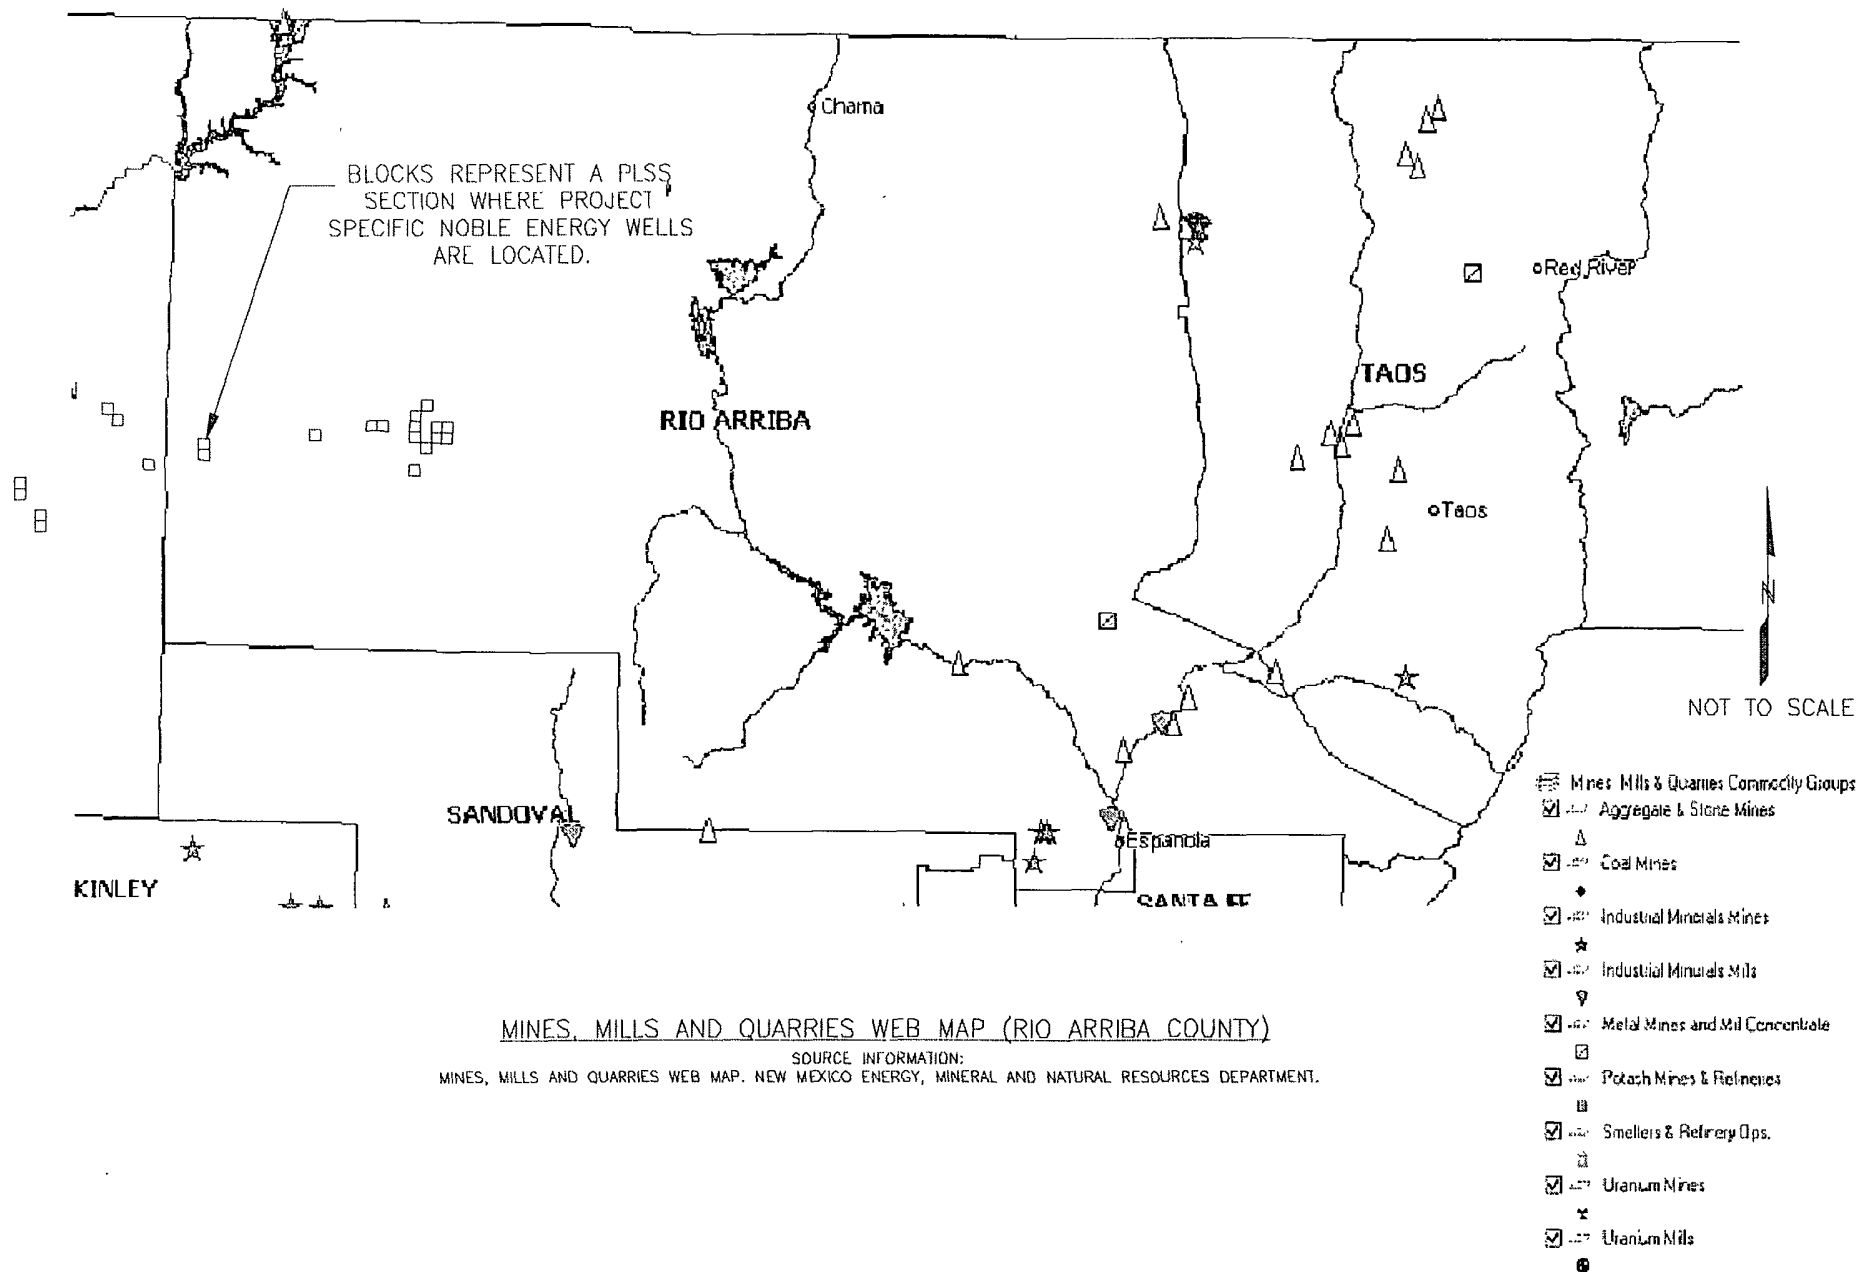 Chama
BLOCKS REPRESENT A PLSS
SECTION WHERE PROJECT
SPECIFIC NOBLE ENERGY WELLS
ARE LOCATED.
Red River
TAOS
RIO ARRIBA
Taos
N
NOT TO SCALE
SANDOVAL
Espanola
KINLEY
SANTA FE
Mines Mills & Quarries Commodity Groups
Aggregate & Stone Mines
Coal Mines
Industrial Minerals Mines
Industrial Minerals Mills
Metal Mines and Mill Concentrate
Potash Mines & Refineries
Smelters & Refinery Ops.
Uranium Mines
Uranium Mills
MINES, MILLS AND QUARRIES WEB MAP (RIO ARRIBA COUNTY)
SOURCE INFORMATION:
MINES, MILLS AND QUARRIES WEB MAP. NEW MEXICO ENERGY, MINERAL AND NATURAL RESOURCES DEPARTMENT.